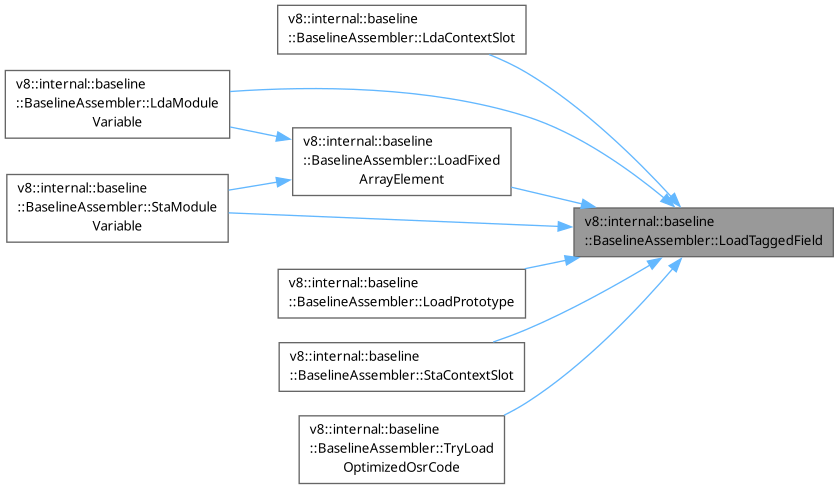 v8::internal::baseline
::BaselineAssembler::LdaContextSlot
v8::internal::baseline
::BaselineAssembler::LdaModule
Variable
v8::internal::baseline
::BaselineAssembler::LoadFixed
ArrayElement
v8::internal::baseline
::BaselineAssembler::StaModule
Variable
v8::internal::baseline
::BaselineAssembler::LoadTaggedField
v8::internal::baseline
::BaselineAssembler::LoadPrototype
v8::internal::baseline
::BaselineAssembler::StaContextSlot
v8::internal::baseline
::BaselineAssembler::TryLoad
OptimizedOsrCode